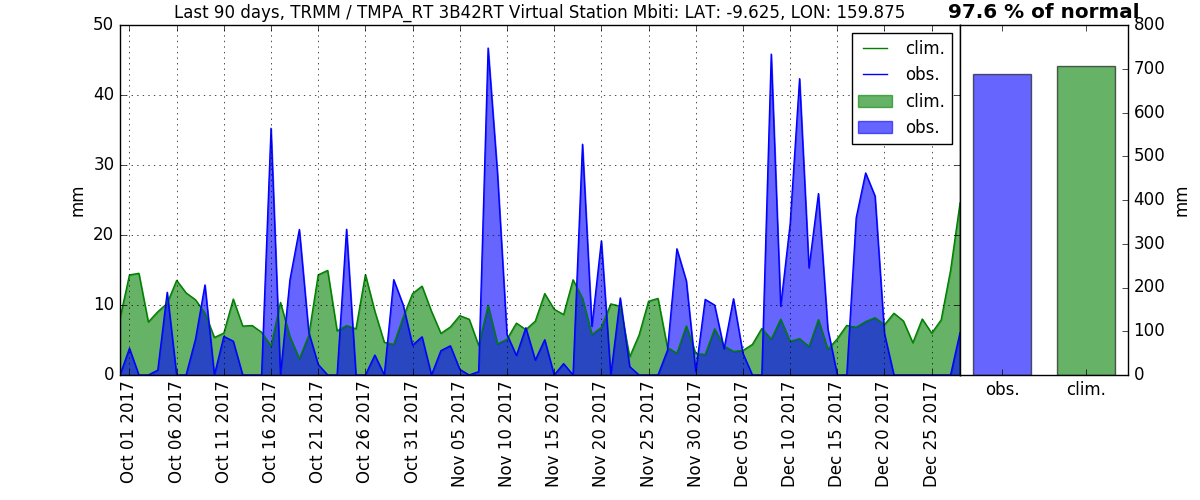 Last 90 days, TRMM / TMPA_RT 3B42RT Virtual Station Mbiti: LAT: -9.625, LON: 159.875
97.6 % of normal
50
40
30
20
10
0
mm
clim.
obs.
clim.
obs.
800
700
600
500
400
300
200
100
0
mm
obs.
clim.
Oct 01 2017
Oct 06 2017
Oct 11 2017
Oct 16 2017
Oct 21 2017
Oct 26 2017
Oct 31 2017
Nov 05 2017
Nov 10 2017
Nov 15 2017
Nov 20 2017
Nov 25 2017
Nov 30 2017
Dec 05 2017
Dec 10 2017
Dec 15 2017
Dec 20 2017
Dec 25 2017